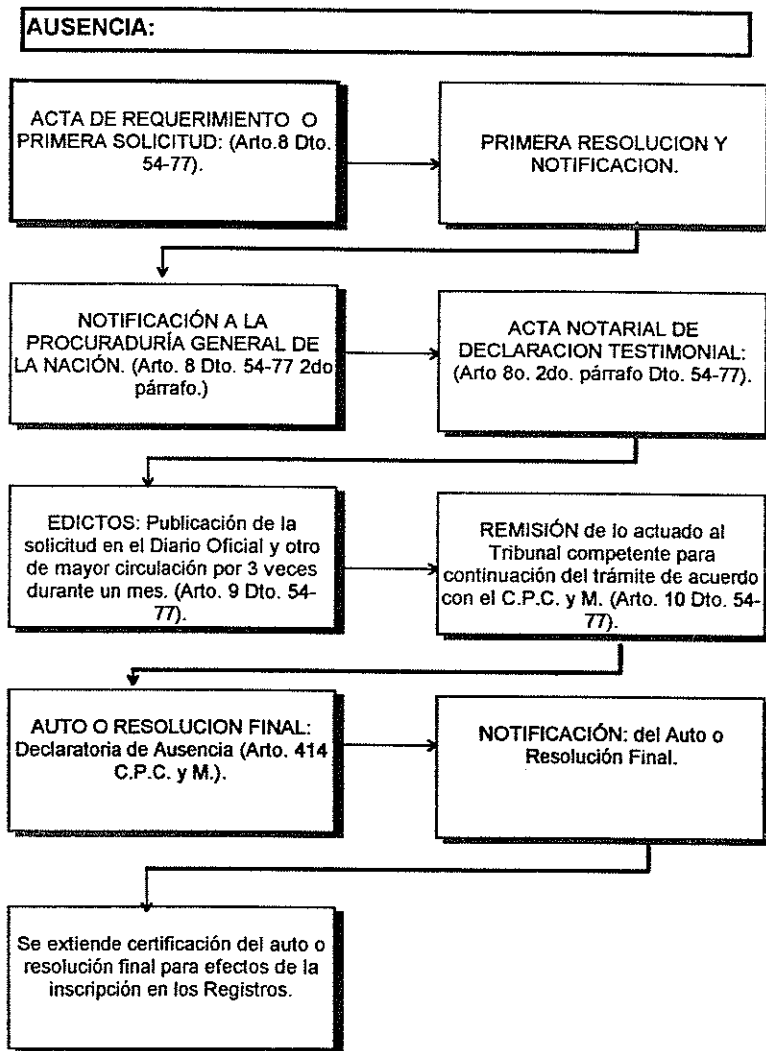 AUSENCIA:
ACTA DE REQUERIMIENTO O
PRIMERA SOLICITUD: (Arto.8 Dto.
54-77).
PRIMERA RESOLUCION Y
NOTIFICACION.
NOTIFICACIÓN A LA
PROCURADURÍA GENERAL DE
LA NACIÓN. (Arto. 8 Dto. 54-77 2do
párrafo.)
ACTA NOTARIAL DE
DECLARACION TESTIMONIAL:
(Arto 8o. 2do. párrafo Dto. 54-77).
EDICTOS: Publicación de la
solicitud en el Diario Oficial y otro
de mayor circulación por 3 veces
durante un mes. (Arto. 9 Dto. 54-
77).
REMISIÓN de lo actuado al
Tribunal competente para
continuación del trámite de acuerdo
con el C.P.C. y M. (Arto. 10 Dto. 54-
77).
AUTO O RESOLUCION FINAL:
Declaratoria de Ausencia (Arto. 414
C.P.C. y M.).
NOTIFICACIÓN: del Auto o
Resolución Final.
Se extiende certificación del auto o
resolución final para efectos de la
inscripción en los Registros.